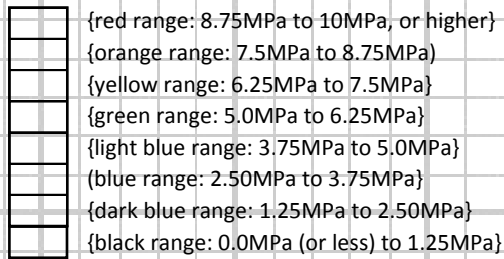 {red range: 8.75MPa to 10MPa, or higher}
{orange range: 7.5MPa to 8.75MPa)
{yellow range: 6.25MPa to 7.5MPa}
{green range: 5.0MPa to 6.25MPa}
{light blue range: 3.75MPa to 5.0MPa}
(blue range: 2.50MPa to 3.75MPa}
{dark blue range: 1.25MPa to 2.50MPa}
{black range: 0.0MPa (or less) to 1.25MPa}